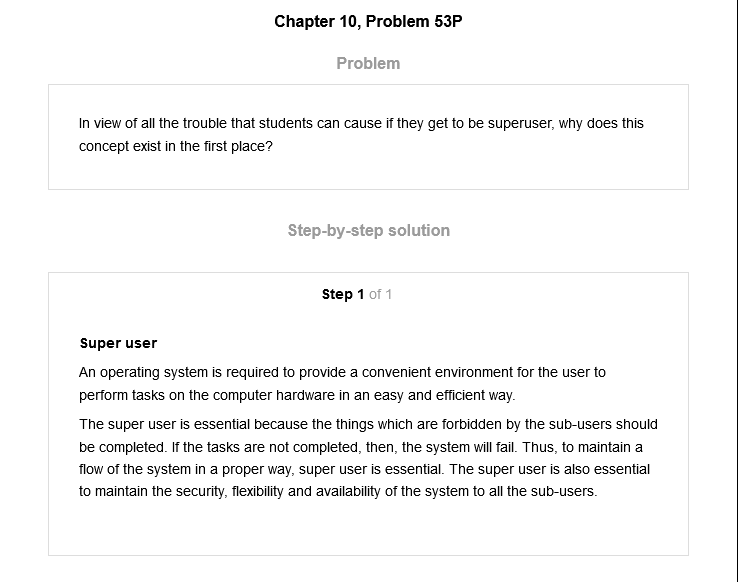 Chapter 10, Problem 53P
Problem
In view of all the trouble that students can cause if they get to be superuser, why does this
concept exist in the first place?
Step-by-step solution
Step 1 of 1
Super user
An operating system is required to provide a convenient environment for the user to
perform tasks on the computer hardware in an easy and efficient way.
The super user is essential because the things which are forbidden by the sub-users should
be completed. If the tasks are not completed, then, the system will fail. Thus, to maintain a
flow of the system in a proper way, super user is essential. The super user is also essential
to maintain the security, flexibility and availability of the system to all the sub-users.